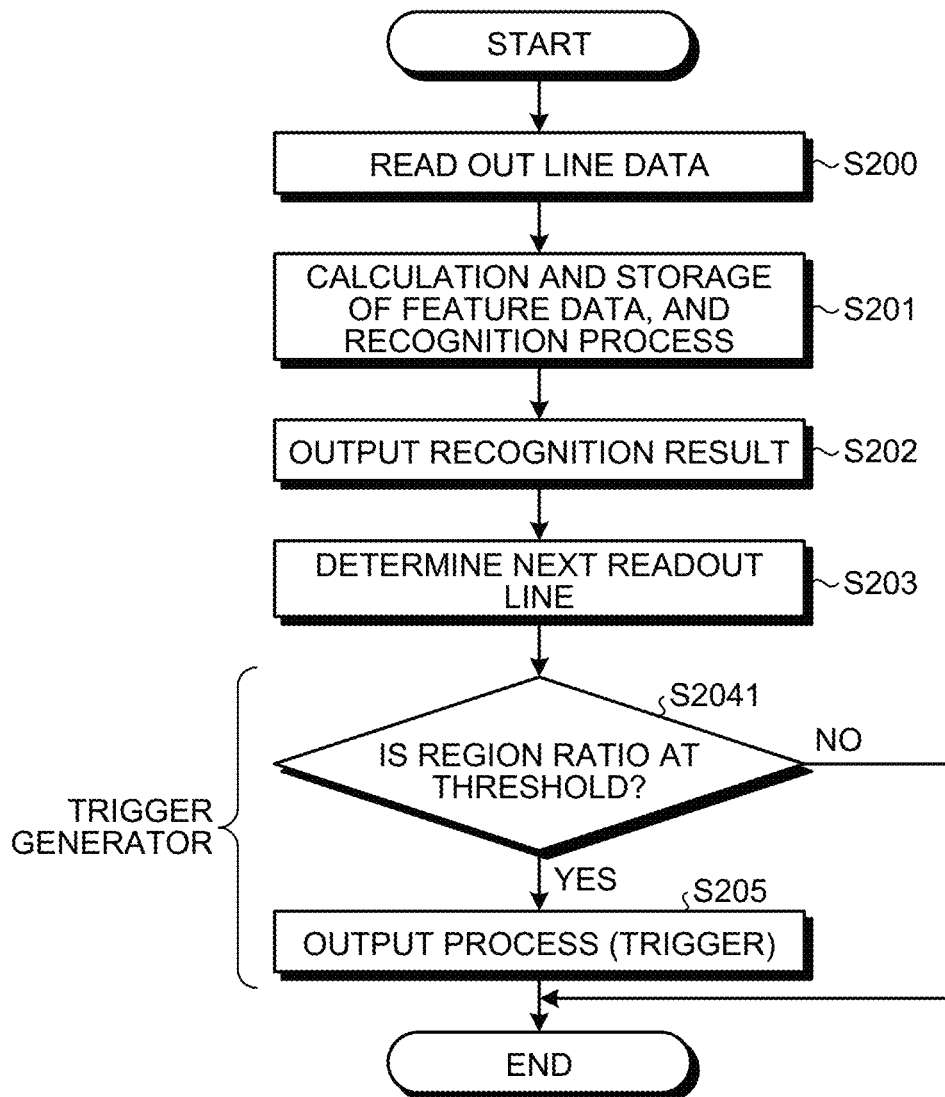 START
READ OUT LINE DATA
S200
CALCULATION AND STORAGE
OF FEATURE DATA, AND
RECOGNITION PROCESS
S201
OUTPUT RECOGNITION RESULT
S202
DETERMINE NEXT READOUT
LINE
S203
S2041
IS REGION RATIO AT
THRESHOLD?
NO
TRIGGER
GENERATOR
YES
S205
OUTPUT PROCESS (TRIGGER)
END